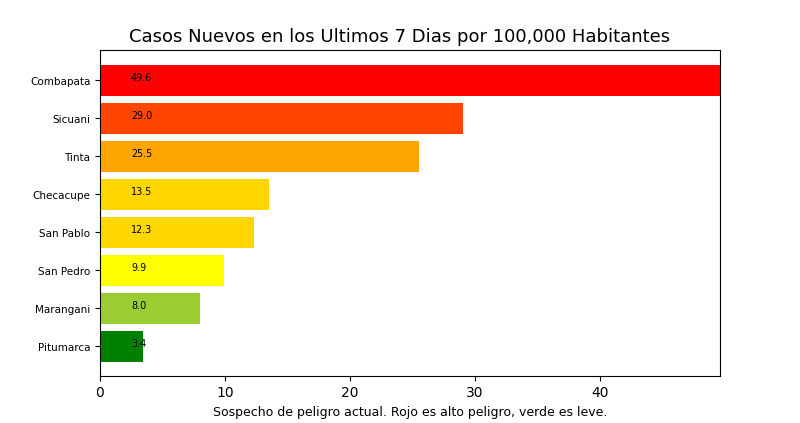 Casos Nuevos en los Ultimos 7 Dias por 100,000 Habitantes
Combapata 49.6
Sicuani 29.0
Tinta 25.5
Checacupe 13.5
San Pablo 12.3
San Pedro 9.9
Marangani 8.0
Pitumarca 3.4
0 10 20 30 40
Sospecho de peligro actual. Rojo es alto peligro, verde es leve.